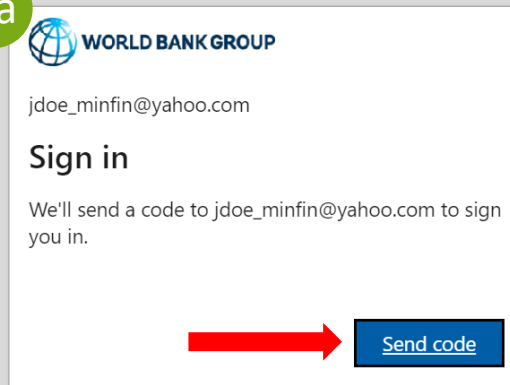 a
WORLD BANK GROUP
jdoe_minfin@yahoo.com
Sign in
We'll send a code to jdoe_minfin@yahoo.com to sign
you in.
Send code